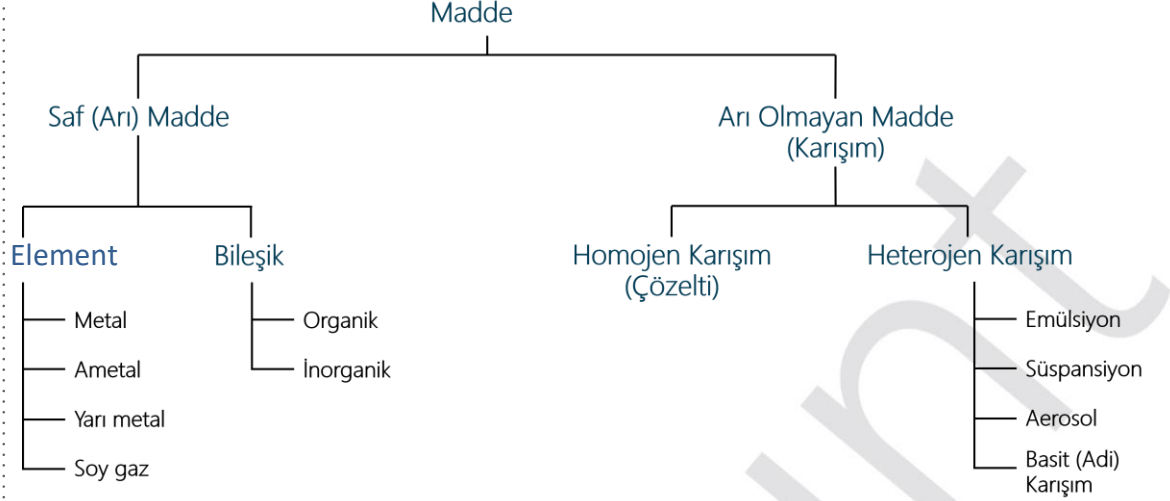 Madde
Saf (Arı) Madde
Arı Olmayan Madde
(Karışım)
Element
Bileşik
Homojen Karışım
(Çözelti)
Heterojen Karışım
Metal
Ametal
Yarı metal
Soy gaz
Organik
İnorganik
Emülsiyon
Süspansiyon
Aerosol
Basit (Adi)
Karışım